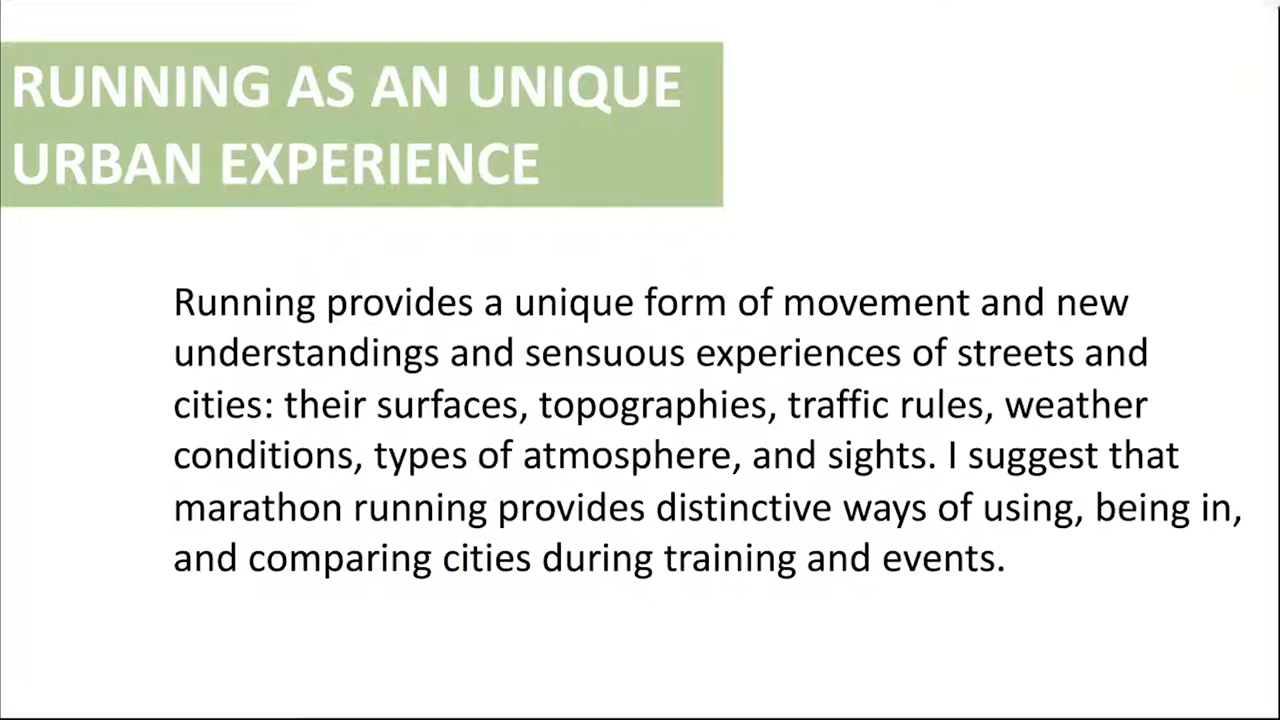 RUNNING AS AN UNIQUE
URBAN EXPERIENCE
Running provides a unique form of movement and new
understandings and sensuous experiences of streets and
cities: their surfaces, topographies, traffic rules, weather
conditions, types of atmosphere, and sights. I suggest that
marathon running provides distinctive ways of using, being in,
and comparing cities during training and events.